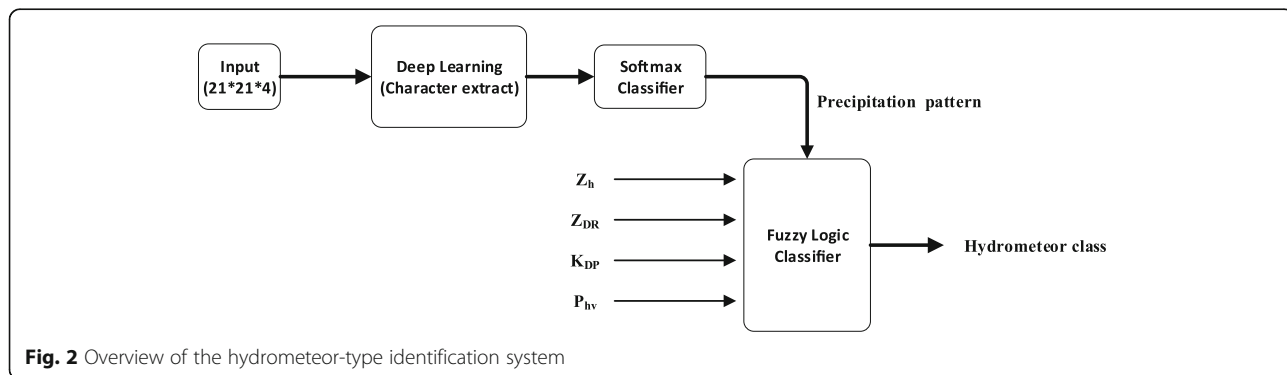 Input
(21*21*4)
Deep Learning
(Character extract)
Softmax
Classifier
Precipitation pattern
Zh
ZDR
KDP
Phv
Fuzzy Logic
Classifier
Hydrometeor class
Fig. 2 Overview of the hydrometeor-type identification system